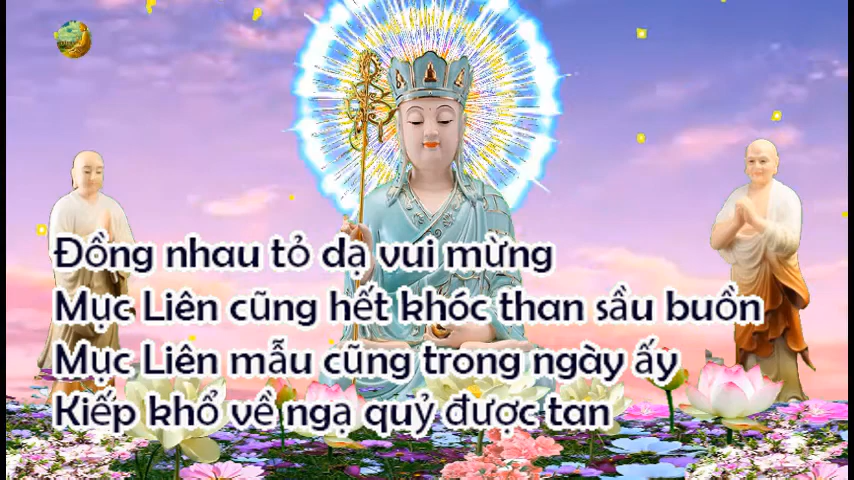 Đồng nhau tỏ dạ vui mừng
Mục Liên cũng hết khóc than sầu buồn
Mục Liên mẫu cũng trong ngày ấy
Kiếp khổ về ngạ quỷ được tan